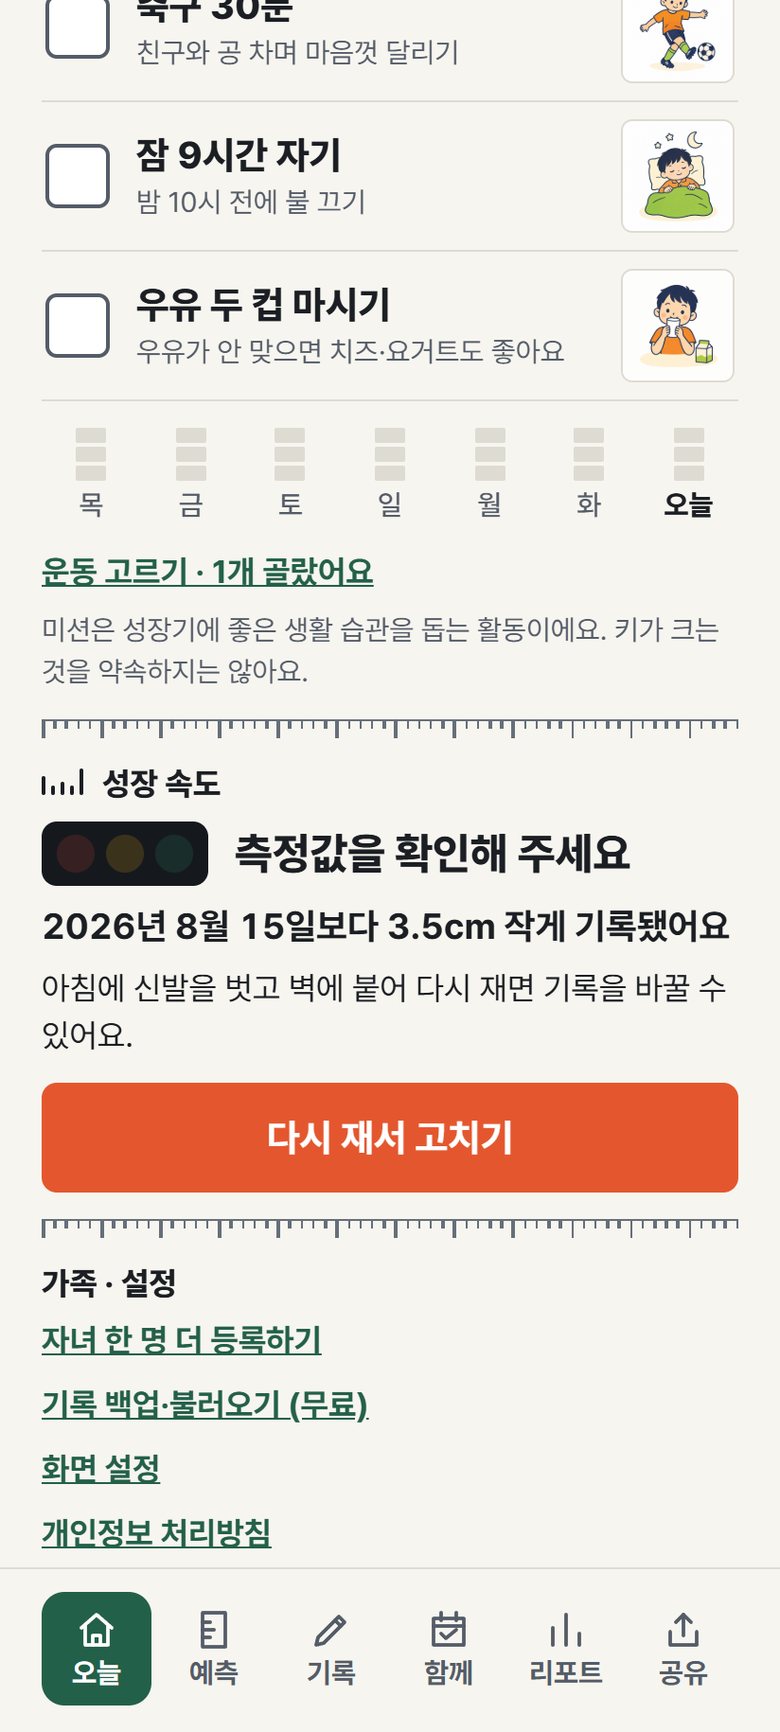 축구 30분
친구와 공 차며 마음껏 달리기
잠 9시간 자기
밤 10시 전에 불 끄기
우유 두 컵 마시기
우유가 안 맞으면 치즈·요거트도 좋아요
목 금 토 일 월 화 오늘
운동 고르기 · 1개 골랐어요
미션은 성장기에 좋은 생활 습관을 돕는 활동이에요. 키가 크는
것을 약속하지는 않아요.
성장 속도
측정값을 확인해 주세요
2026년 8월 15일보다 3.5cm 작게 기록됐어요
아침에 신발을 벗고 벽에 붙어 다시 재면 기록을 바꿀 수
있어요.
다시 재서 고치기
가족 · 설정
자녀 한 명 더 등록하기
기록 백업·불러오기 (무료)
화면 설정
개인정보 처리방침
오늘 예측 기록 함께 리포트 공유